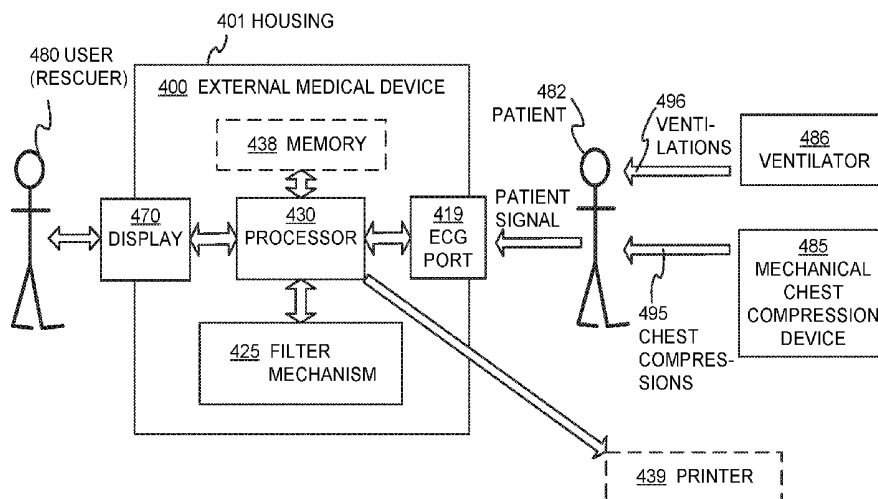 401 HOUSING
480 USER
(RESCUER)
400 EXTERNAL MEDICAL DEVICE
438 MEMORY
470
DISPLAY
430
PROCESSOR
419
ECG
PORT
425 FILTER
MECHANISM
PATIENT
SIGNAL
482
PATIENT
496
VENTI-
LATIONS
486
VENTILATOR
485
MECHANICAL
CHEST
COMPRESSION
DEVICE
495
CHEST
COMPRES-
SIONS
439 PRINTER